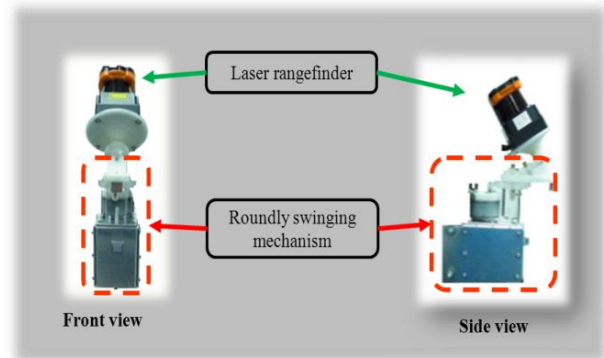 Laser rangefinder
Roundly swinging
mechanism
Front view
Side view